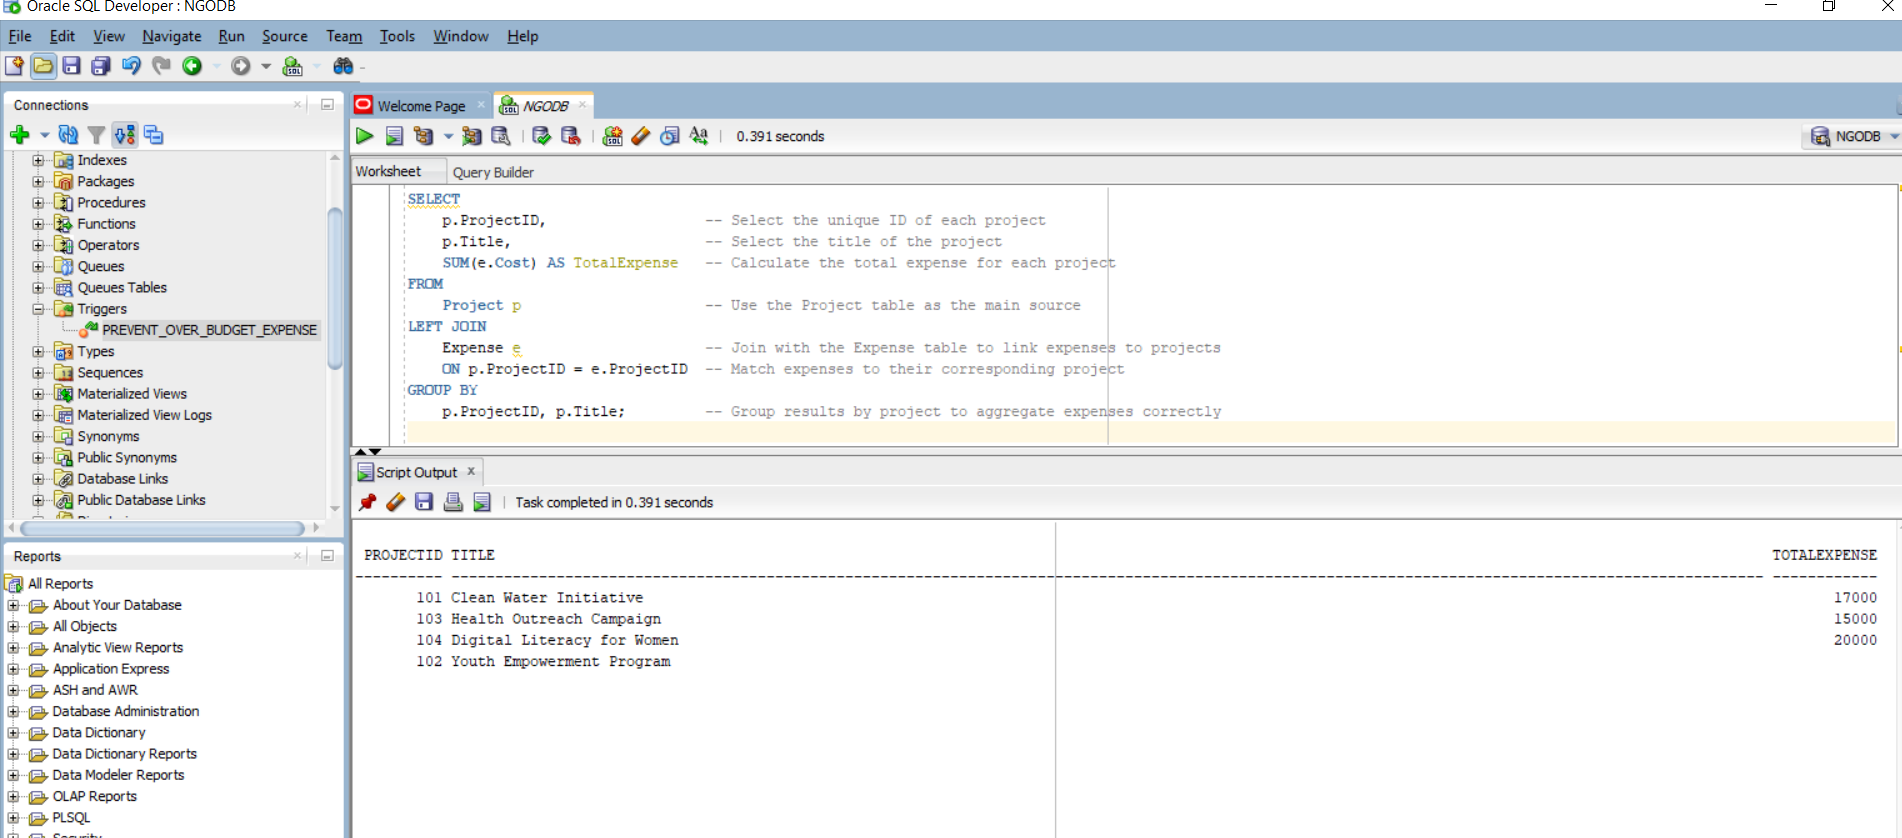 Oracle SQL Developer : NGODB
File Edit View Navigate Run Source Team Tools Window Help
Connections
Indexes
Packages
Procedures
Functions
Operators
Queues
Queues Tables
Triggers
PREVENT_OVER_BUDGET_EXPENSE
Types
Sequences
Materialized Views
Materialized View Logs
Synonyms
Public Synonyms
Database Links
Public Database Links
Reports
All Reports
About Your Database
All Objects
Analytic View Reports
Application Express
ASH and AWR
Database Administration
Data Dictionary
Data Dictionary Reports
Data Modeler Reports
OLAP Reports
PLSQL
Security
Welcome Page
NGODB
0.391 seconds
NGODB
Worksheet Query Builder
SELECT
p.ProjectID, -- Select the unique ID of each project
p.Title, -- Select the title of the project
SUM(e.Cost) AS TotalExpense -- Calculate the total expense for each project
FROM
Project p -- Use the Project table as the main source
LEFT JOIN
Expense e -- Join with the Expense table to link expenses to projects
ON p.ProjectID = e.ProjectID -- Match expenses to their corresponding project
GROUP BY
p.ProjectID, p.Title; -- Group results by project to aggregate expenses correctly
Script Output
Task completed in 0.391 seconds
PROJECTID TITLE TOTALEXPENSE
101 Clean Water Initiative 17000
103 Health Outreach Campaign 15000
104 Digital Literacy for Women 20000
102 Youth Empowerment Program